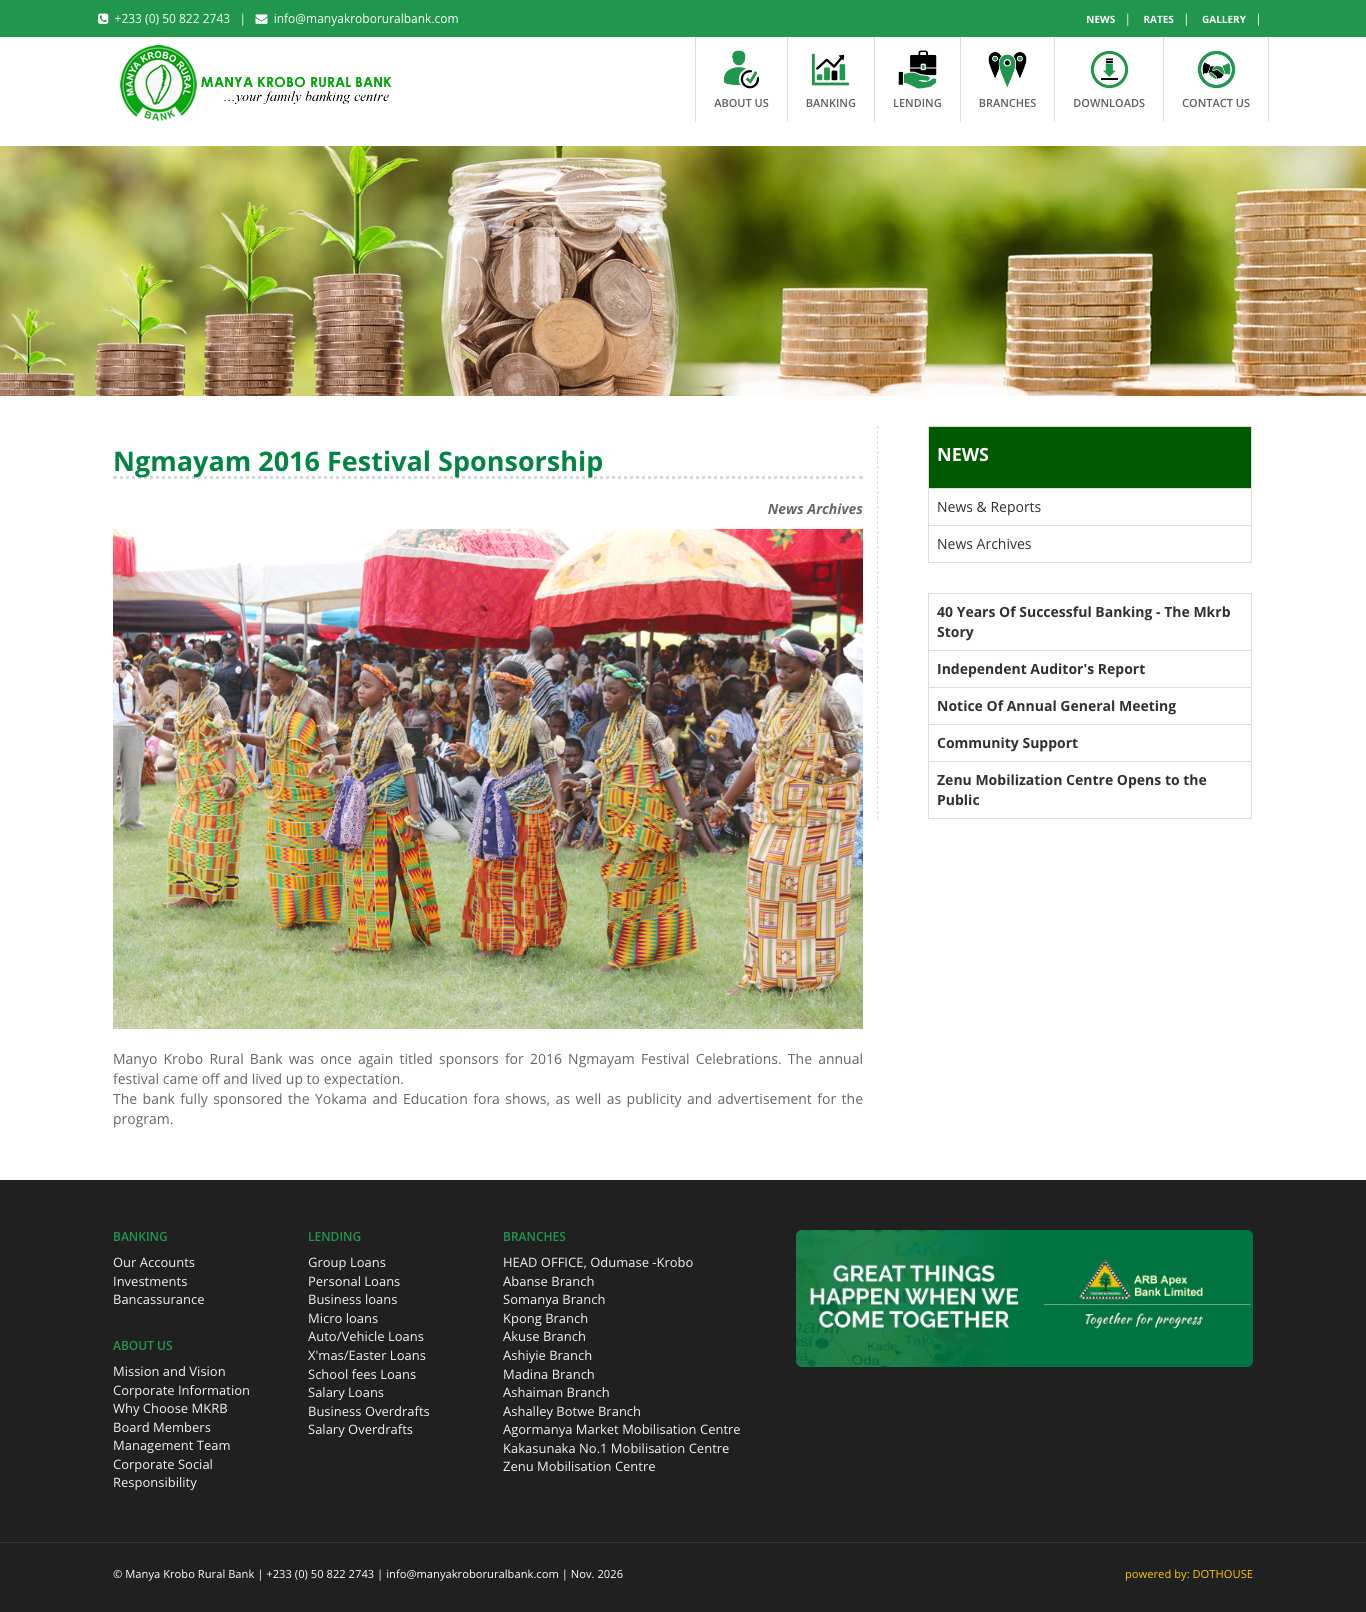 +233 (0) 50 822 2743 | info@manyakroboruralbank.com
NEWS | RATES | GALLERY |
MANYA KROBO RURAL
BANK
MANYA KROBO RURAL BANK
...your family banking centre
ABOUT US
BANKING
LENDING
BRANCHES
DOWNLOADS
CONTACT US
Ngmayam 2016 Festival Sponsorship
News Archives
Manyo Krobo Rural Bank was once again titled sponsors for 2016 Ngmayam Festival Celebrations. The annual
festival came off and lived up to expectation.
The bank fully sponsored the Yokama and Education fora shows, as well as publicity and advertisement for the
program.
NEWS
News & Reports
News Archives
40 Years Of Successful Banking - The Mkrb
Story
Independent Auditor's Report
Notice Of Annual General Meeting
Community Support
Zenu Mobilization Centre Opens to the
Public
BANKING
Our Accounts
Investments
Bancassurance
ABOUT US
Mission and Vision
Corporate Information
Why Choose MKRB
Board Members
Management Team
Corporate Social
Responsibility
LENDING
Group Loans
Personal Loans
Business loans
Micro loans
Auto/Vehicle Loans
X'mas/Easter Loans
School fees Loans
Salary Loans
Business Overdrafts
Salary Overdrafts
BRANCHES
HEAD OFFICE, Odumase -Krobo
Abanse Branch
Somanya Branch
Kpong Branch
Akuse Branch
Ashiyie Branch
Madina Branch
Ashaiman Branch
Ashalley Botwe Branch
Agormanya Market Mobilisation Centre
Kakasunaka No.1 Mobilisation Centre
Zenu Mobilisation Centre
GREAT THINGS
HAPPEN WHEN WE
COME TOGETHER
ARB Apex
Bank Limited
Together for progress
Oda
© Manya Krobo Rural Bank | +233 (0) 50 822 2743 | info@manyakroboruralbank.com | Nov. 2026
powered by: DOTHOUSE